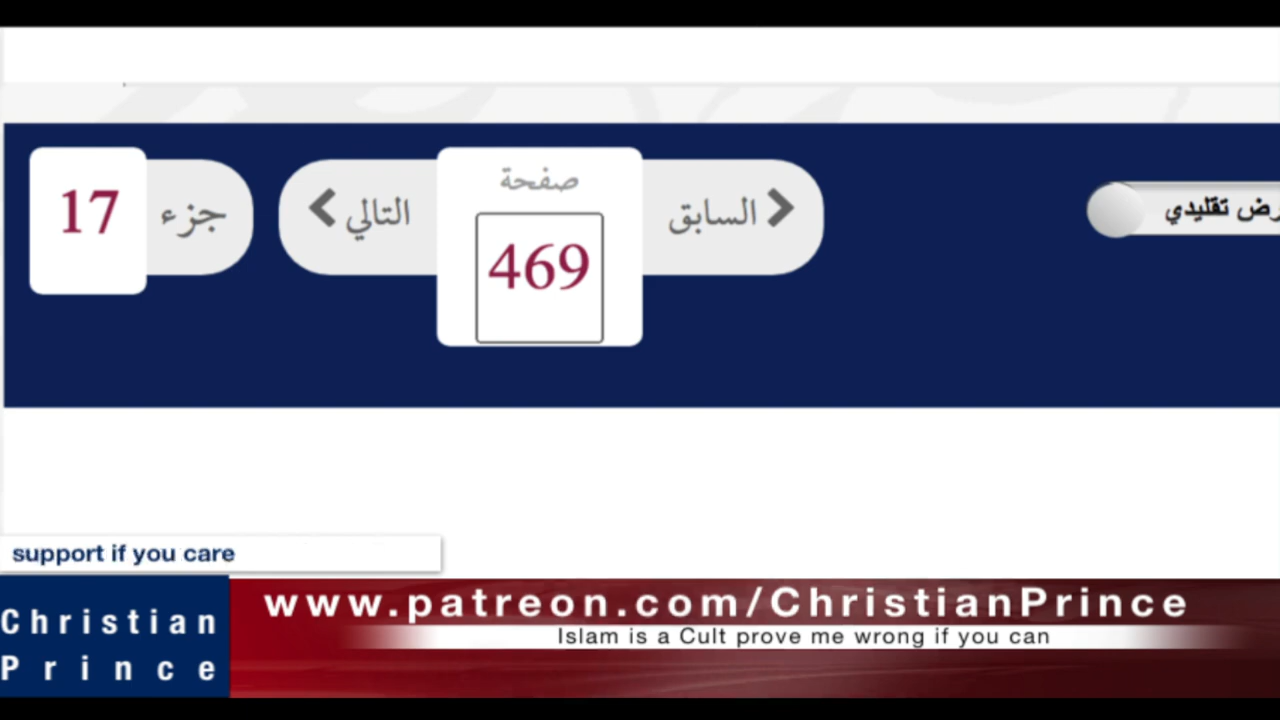 صفحة
السابق
469
التالي
جزء
17
تقليدي
support if you care
Christian
Prince
www.patreon.com/ChristianPrince
Islam is a Cult prove me wrong if you can